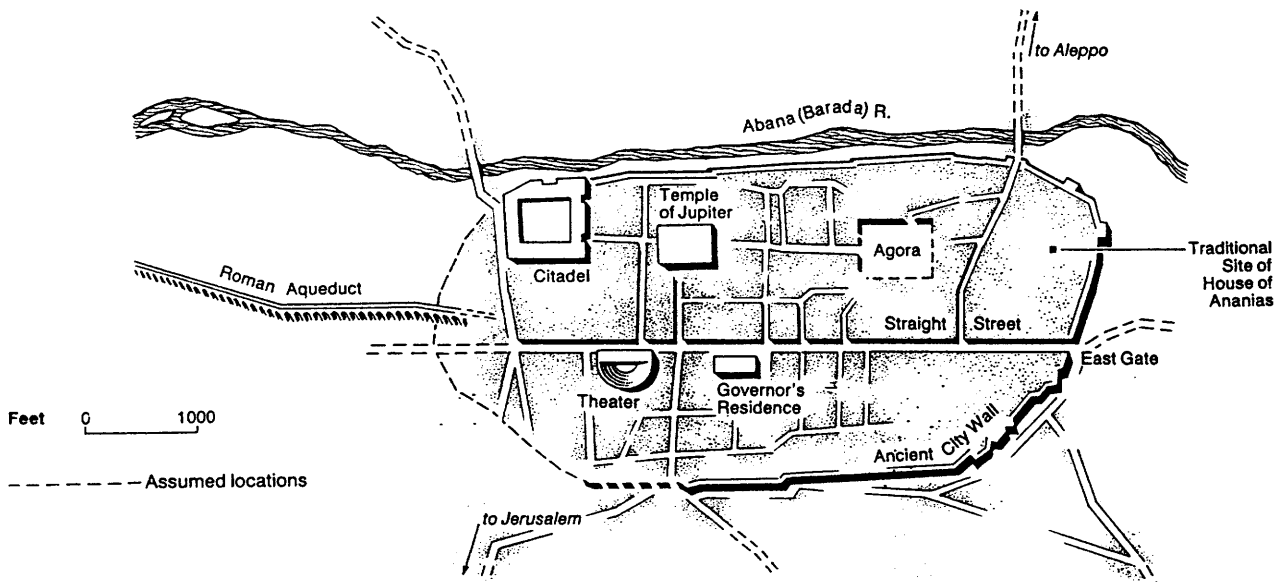 to Aleppo
Abana (Barada) R.
Temple
of Jupiter
Citadel
Agora
Traditional
Site of
House of
Ananias
Roman Aqueduct
Straight Street
East Gate
Theater
Governor's
Residence
Feet 0 1000
Ancient City Wall
Assumed locations
to Jerusalem